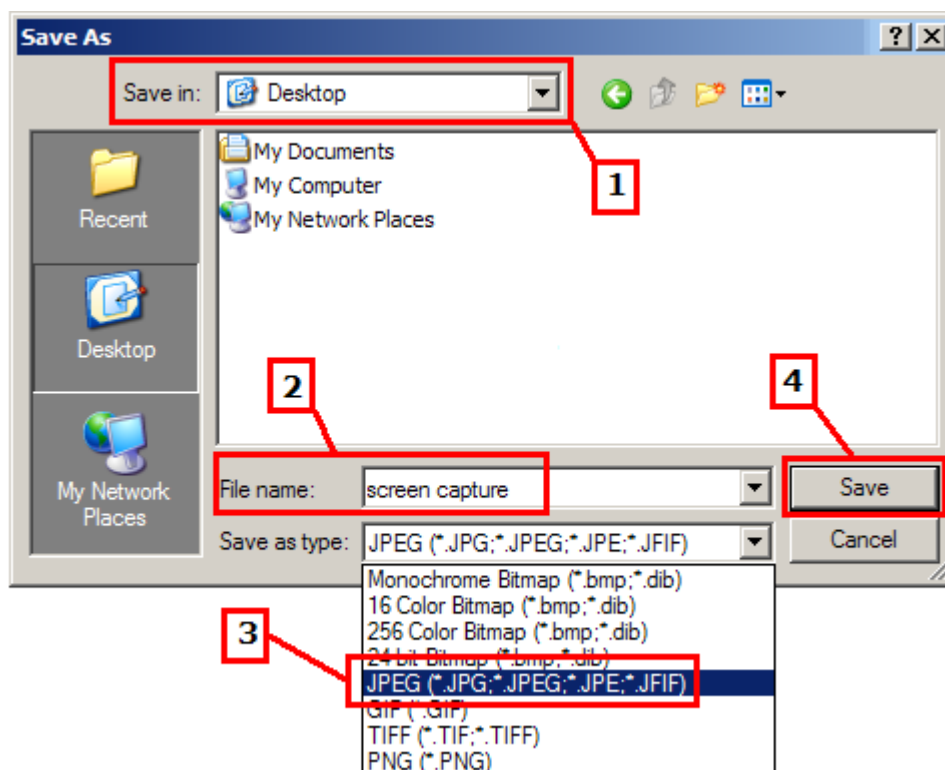 Save As
Save in: Desktop
1
My Documents
My Computer
My Network Places
Recent
Desktop
My Network
Places
2
4
File name: screen capture
Save
Save as type: JPEG (*.JPG;*.JPEG;*.JPE;*.JFIF)
Cancel
3
Monochrome Bitmap (*.bmp;*.dib)
16 Color Bitmap (*.bmp;*.dib)
256 Color Bitmap (*.bmp;*.dib)
24 bit Bitmap (*.bmp;*.dib)
JPEG (*.JPG;*.JPEG;*.JPE;*.JFIF)
GIF (*.GIF)
TIFF (*.TIF;*.TIFF)
PNG (*.PNG)